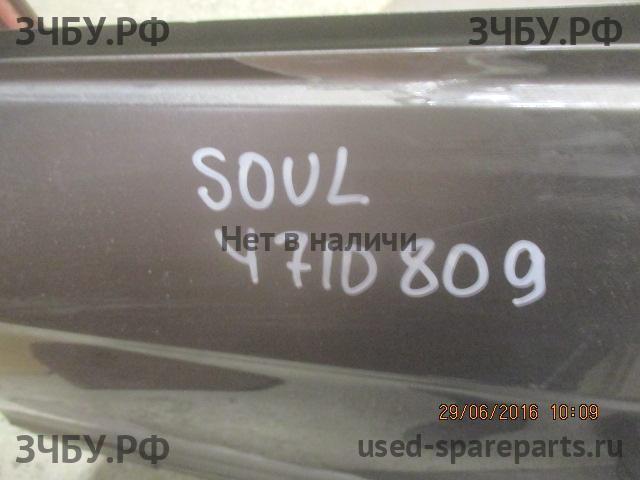 ЗЧБУ.РФ ЗЧБУ.РФ
SOUL
Нет в наличи
4710809
29/06/2016 10:09
ЗЧБУ.РФ used-spareparts.ru